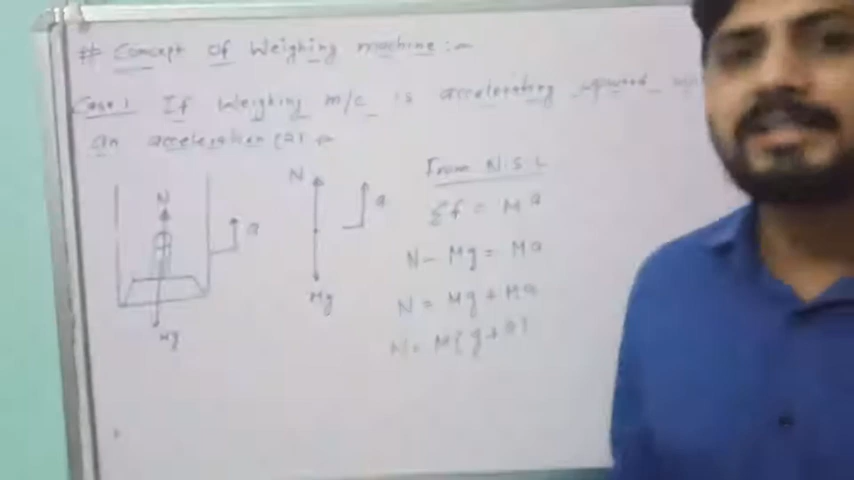 # Concept of Weighing machine :-
Case 1 If Weighing m/c is accelerating upward
an acceleration (a) :-
N
a
Mg
N
a
Mg
From N.S.L
Σf = Ma
N - Mg = Ma
N = Mg + Ma
N = M(g+a)